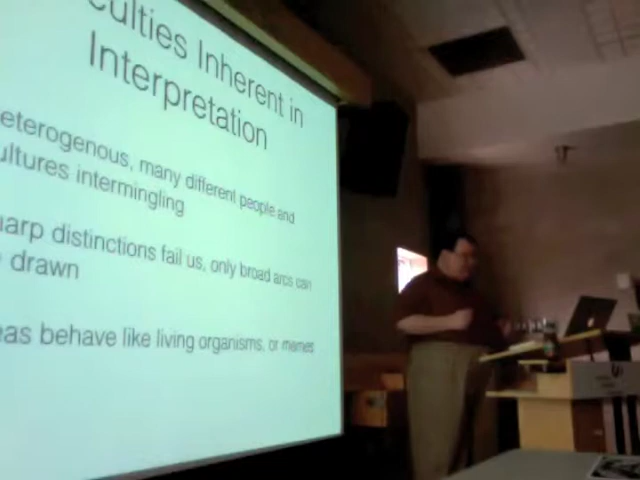 culties Inherent in
Interpretation
eterogenous, many different people and
ultures intermingling
harp distinctions fail us, only broad arcs can
drawn
eas behave like living organisms, or memes